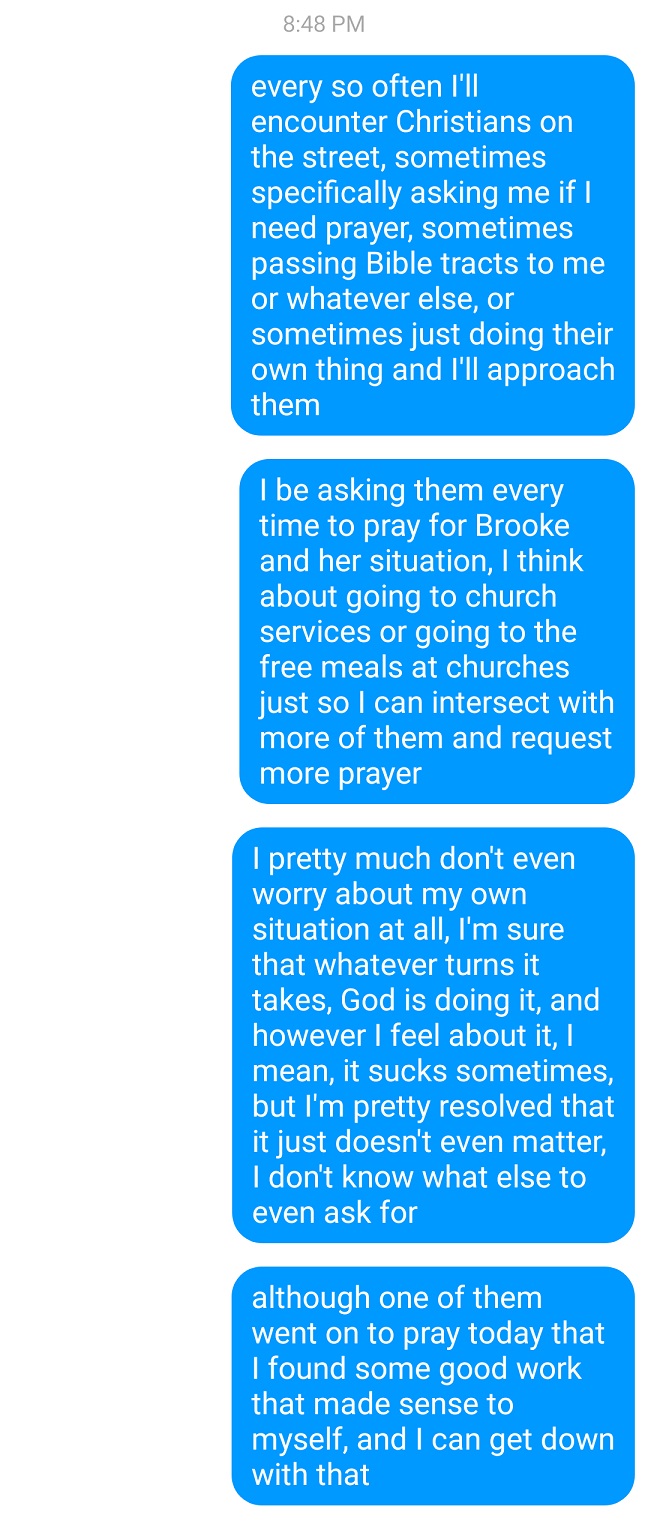 8:48 PM
every so often I'll
encounter Christians on
the street, sometimes
specifically asking me if I
need prayer, sometimes
passing Bible tracts to me
or whatever else, or
sometimes just doing their
own thing and I'll approach
them
I be asking them every
time to pray for Brooke
and her situation, I think
about going to church
services or going to the
free meals at churches
just so I can intersect with
more of them and request
more prayer
I pretty much don't even
worry about my own
situation at all, I'm sure
that whatever turns it
takes, God is doing it, and
however I feel about it, I
mean, it sucks sometimes,
but I'm pretty resolved that
it just doesn't even matter,
I don't know what else to
even ask for
although one of them
went on to pray today that
I found some good work
that made sense to
myself, and I can get down
with that